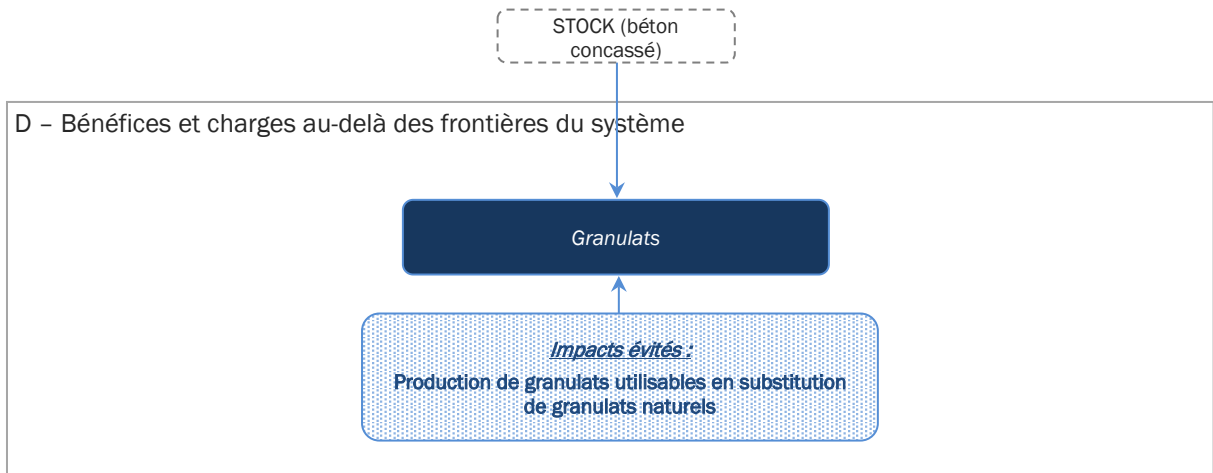 STOCK (béton
concassé)
D – Bénéfices et charges au-delà des frontières du système
Granulats
Impacts évités :
Production de granulats utilisables en substitution
de granulats naturels